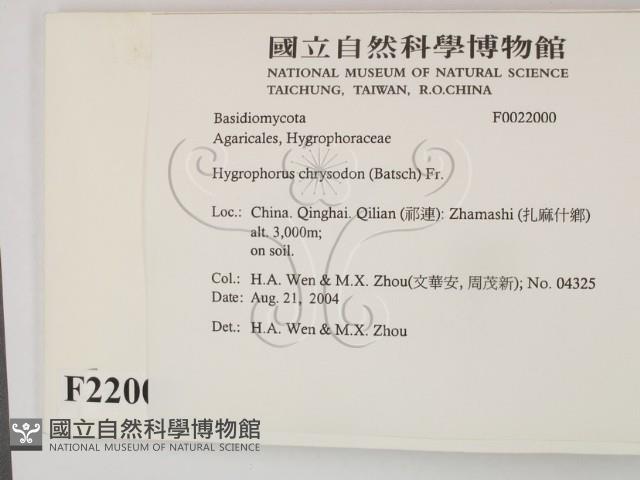 國立自然科學博物館
NATIONAL MUSEUM OF NATURAL SCIENCE
TAICHUNG, TAIWAN, R.O.CHINA
Basidiomycota F0022000
Agaricales, Hygrophoraceae
Hygrophorus chrysodon (Batsch) Fr.
Loc.: China. Qinghai. Qilian (祁連): Zhamashi (扎麻什鄉)
alt. 3,000m;
on soil.
Col.: H.A. Wen & M.X. Zhou(文華安, 周茂新); No. 04325
Date: Aug. 21, 2004
Det.: H.A. Wen & M.X. Zhou
F2200
國立自然科學博物館
NATIONAL MUSEUM OF NATURAL SCIENCE